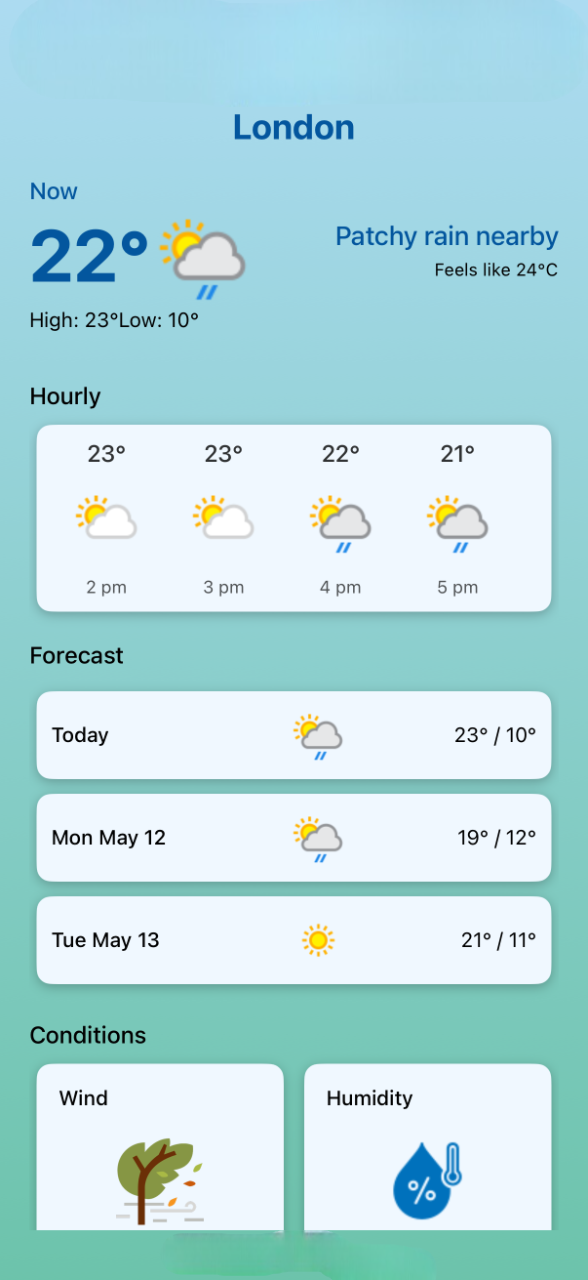 London
Now
22°
Patchy rain nearby
Feels like 24°C
High: 23°Low: 10°
Hourly
23° 23° 22° 21°
2 pm 3 pm 4 pm 5 pm
Forecast
Today 23° / 10°
Mon May 12 19° / 12°
Tue May 13 21° / 11°
Conditions
Wind Humidity
%